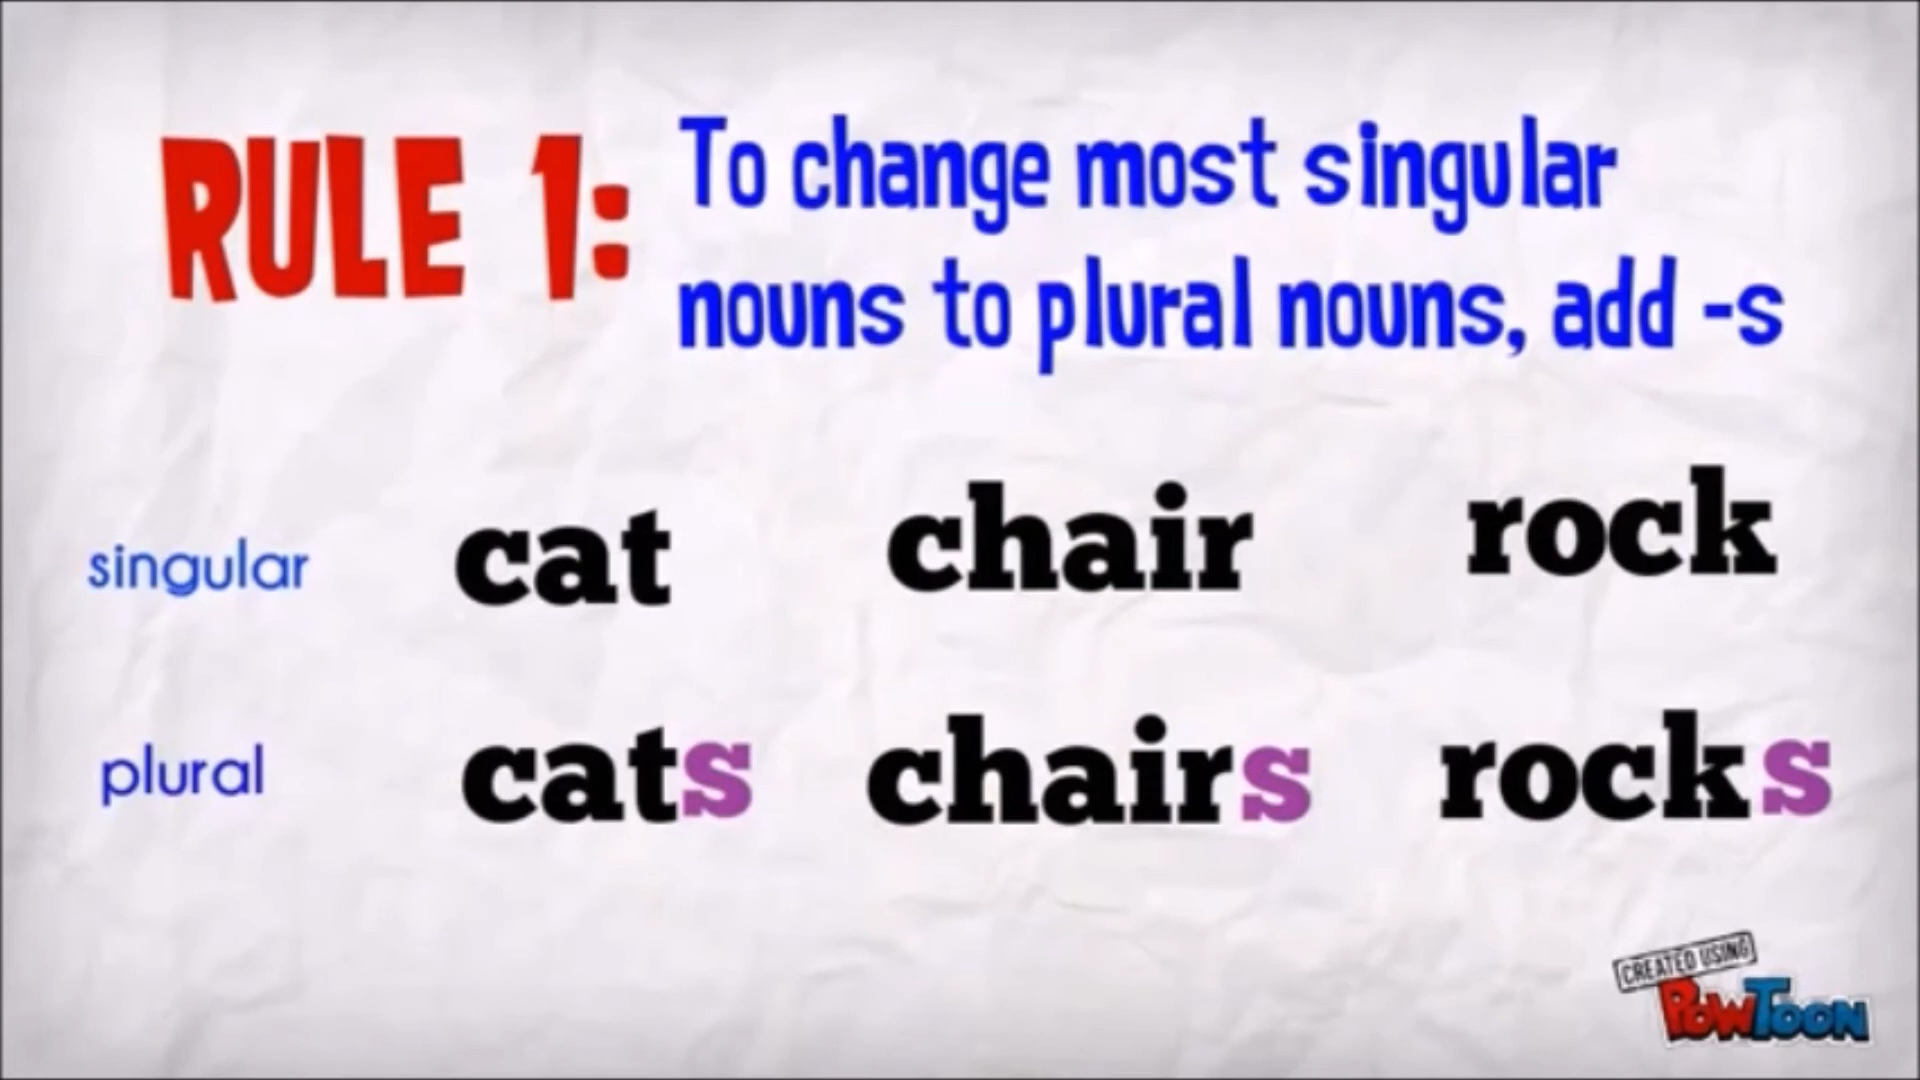 RULE 1: To change most singular
nouns to plural nouns, add -s
singular cat chair rock
plural cats chairs rocks
CREATED USING
POWTOON